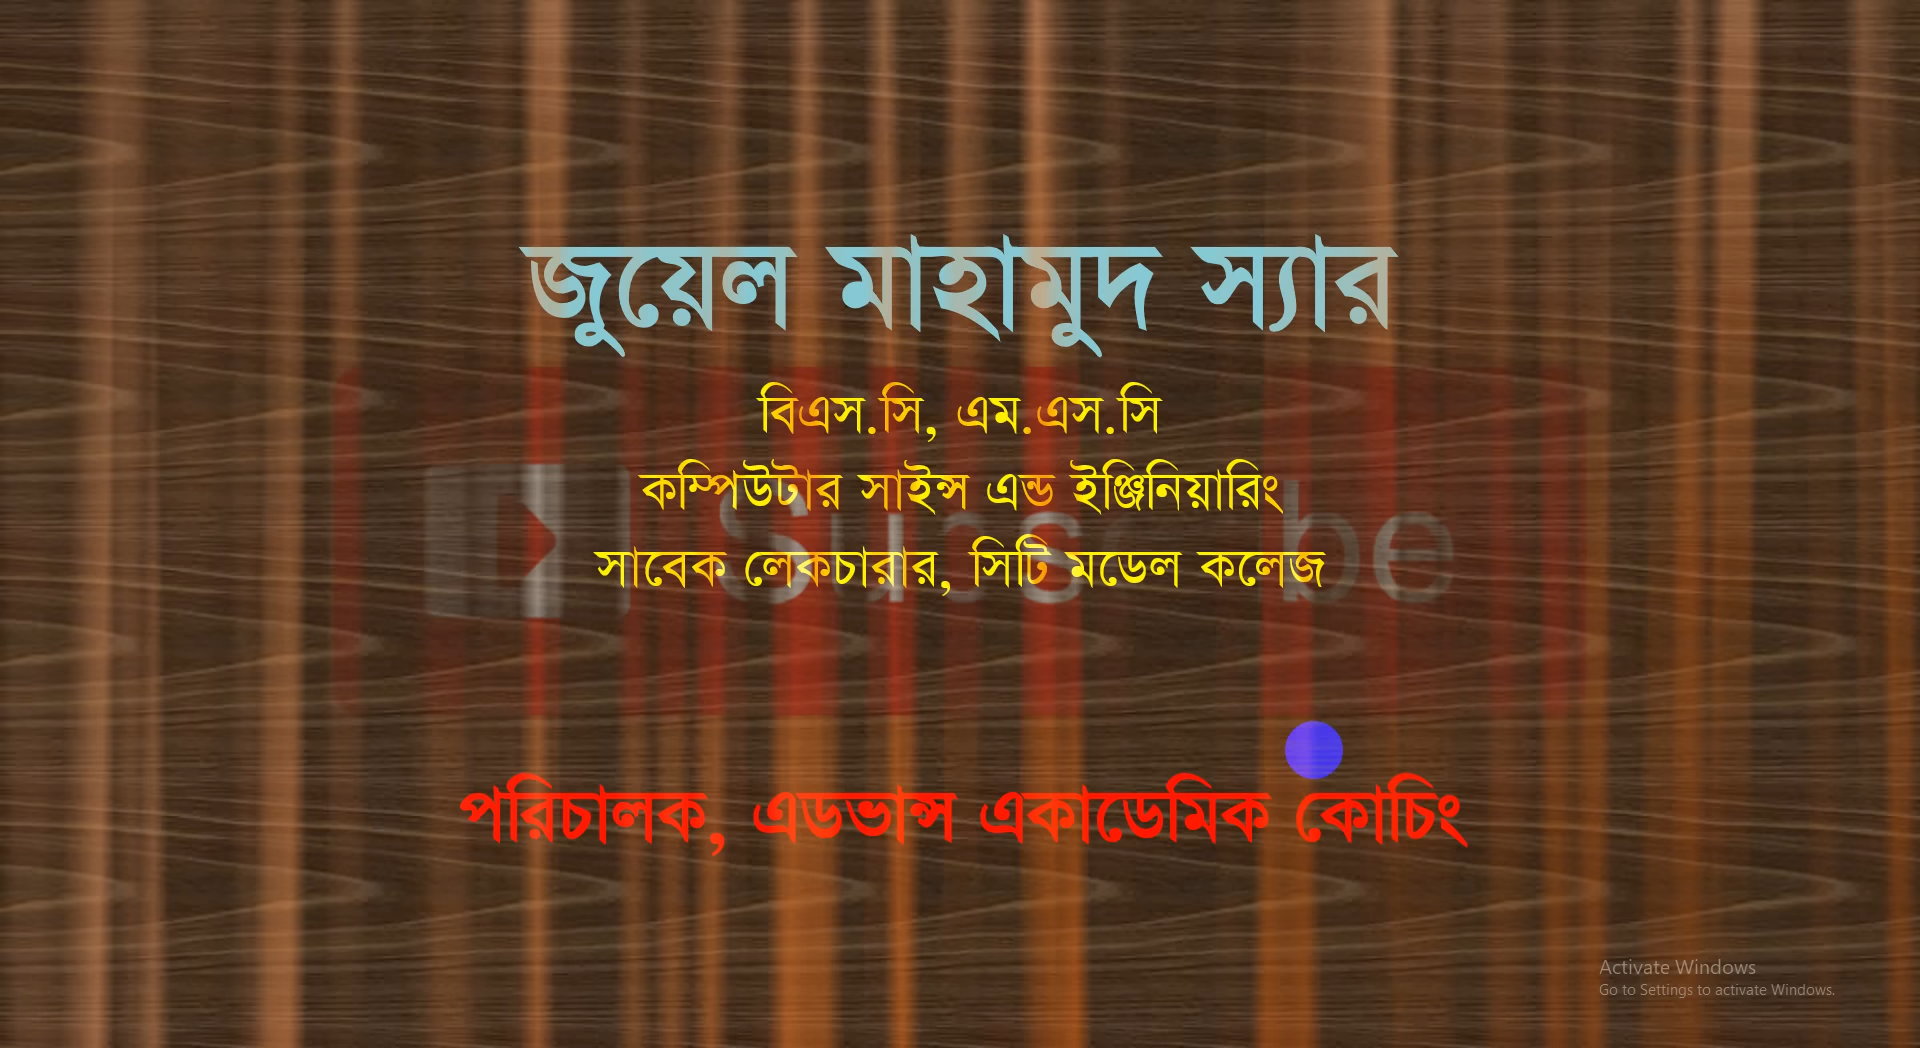 জুয়েল মাহামুদ স্যার
বিএস.সি, এম.এস.সি
কম্পিউটার সাইন্স এন্ড ইঞ্জিনিয়ারিং
সাবেক লেকচারার, সিটি মডেল কলেজ
Subscribe
পরিচালক, এডভান্স একাডেমিক কোচিং
Activate Windows
Go to Settings to activate Windows.